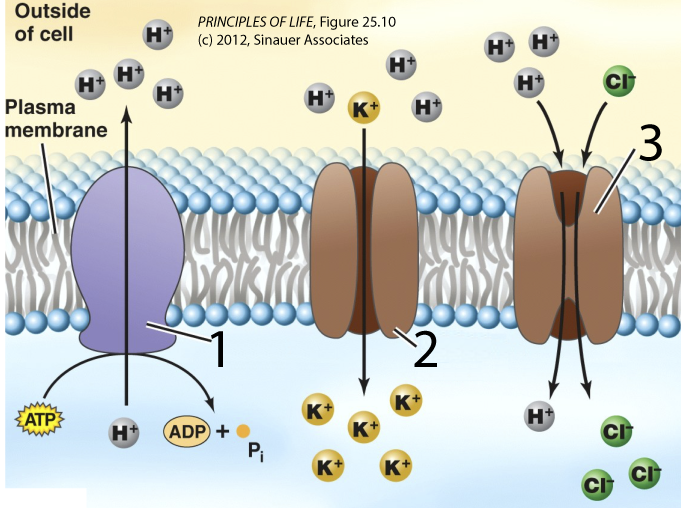 Outside
of cell
PRINCIPLES OF LIFE, Figure 25.10
(c) 2012, Sinauer Associates
H⁺
H⁺
H⁺
H⁺
H⁺
H⁺
H⁺
K⁺
H⁺
H⁺
H⁺
Cl⁻
Plasma
membrane
3
1
2
ATP
H⁺
ADP + Pi
K⁺
K⁺
K⁺
K⁺
K⁺
H⁺
Cl⁻
Cl⁻
Cl⁻